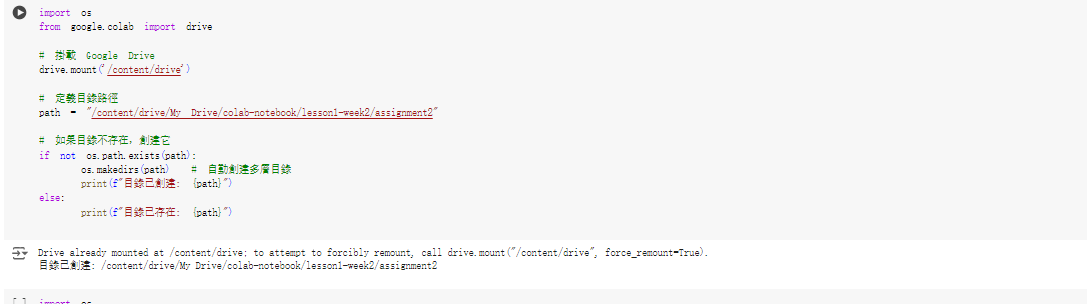 import os
from google.colab import drive
# 掛載 Google Drive
drive.mount('/content/drive')
# 定義目錄路徑
path = "/content/drive/My Drive/colab-notebook/lesson1-week2/assignment2"
# 如果目錄不存在，創建它
if not os.path.exists(path):
os.makedirs(path) # 自動創建多層目錄
print(f"目錄已創建: {path}")
else:
print(f"目錄已存在: {path}")
Drive already mounted at /content/drive; to attempt to forcibly remount, call drive.mount("/content/drive", force_remount=True).
目錄已創建: /content/drive/My Drive/colab-notebook/lesson1-week2/assignment2
[ ] import os